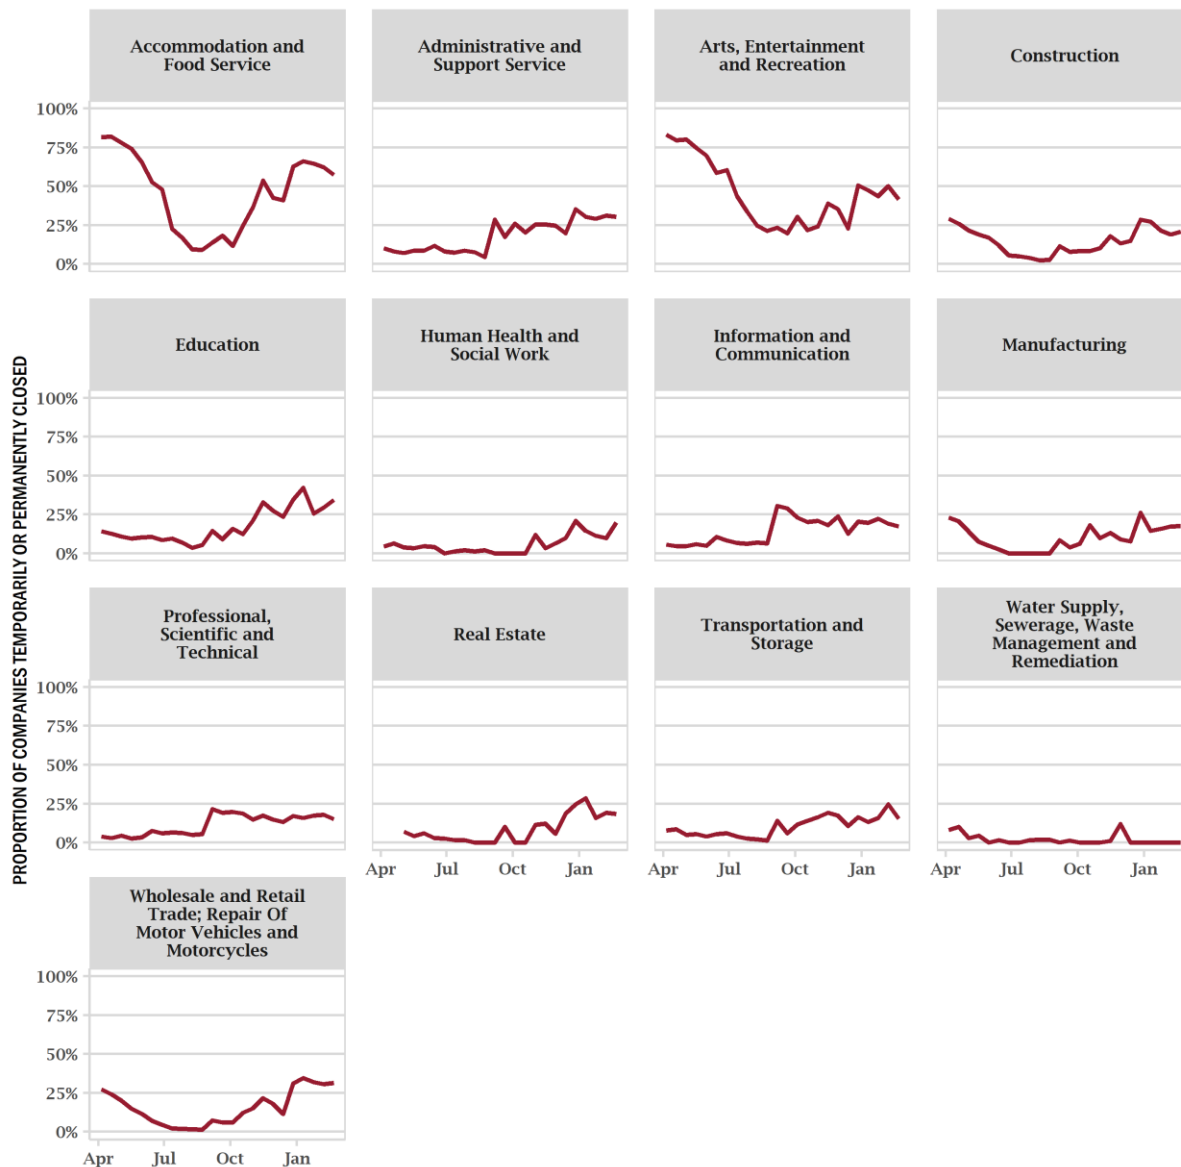 Accommodation and
Food Service
Administrative and
Support Service
Arts, Entertainment
and Recreation
Construction
100%
75%
50%
25%
0%
Education
Human Health and
Social Work
Information and
Communication
Manufacturing
100%
75%
50%
25%
0%
PROPORTION OF COMPANIES TEMPORARILY OR PERMANENTLY CLOSED
Professional,
Scientific and
Technical
Real Estate
Transportation and
Storage
Water Supply,
Sewerage, Waste
Management and
Remediation
100%
75%
50%
25%
0%
Apr Jul Oct Jan
Apr Jul Oct Jan
Apr Jul Oct Jan
Wholesale and Retail
Trade; Repair Of
Motor Vehicles and
Motorcycles
100%
75%
50%
25%
0%
Apr Jul Oct Jan